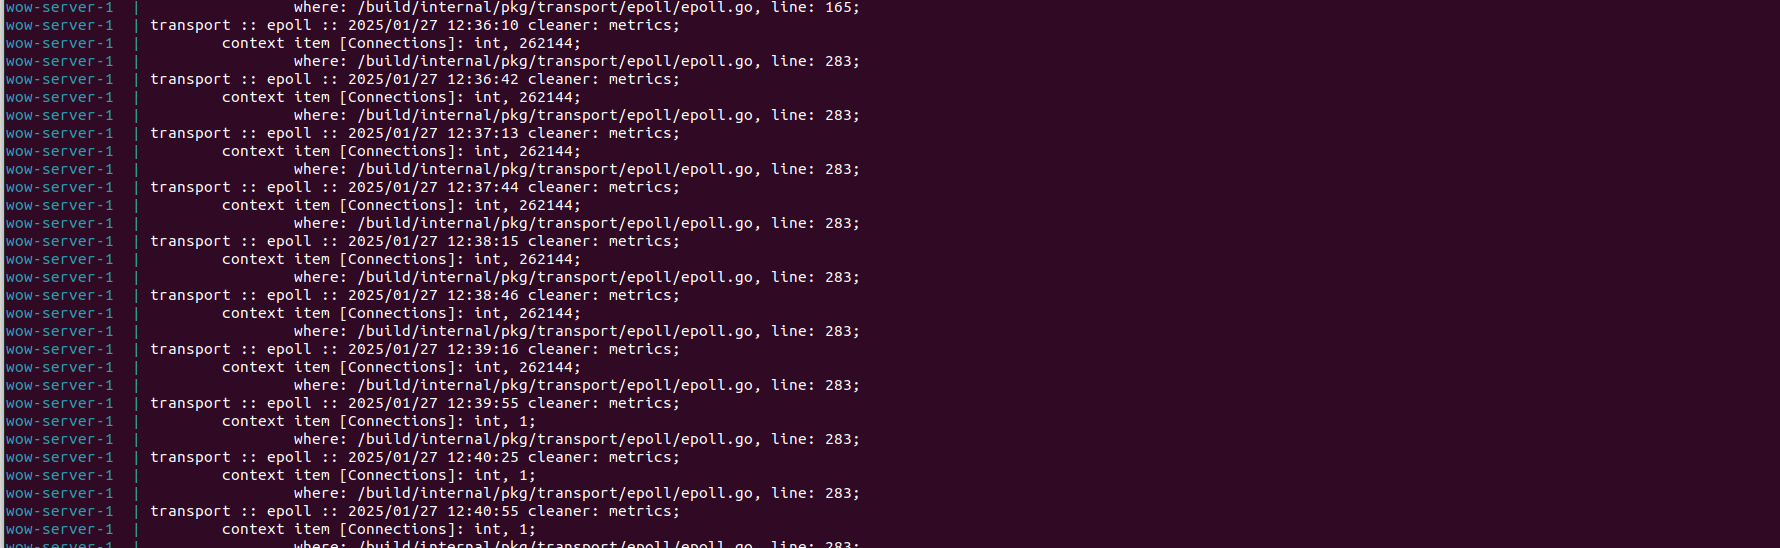 wow-server-1  |                 where: /build/internal/pkg/transport/epoll/epoll.go, line: 165;
wow-server-1  | transport :: epoll :: 2025/01/27 12:36:10 cleaner: metrics;
wow-server-1  |         context item [Connections]: int, 262144;
wow-server-1  |                 where: /build/internal/pkg/transport/epoll/epoll.go, line: 283;
wow-server-1  | transport :: epoll :: 2025/01/27 12:36:42 cleaner: metrics;
wow-server-1  |         context item [Connections]: int, 262144;
wow-server-1  |                 where: /build/internal/pkg/transport/epoll/epoll.go, line: 283;
wow-server-1  | transport :: epoll :: 2025/01/27 12:37:13 cleaner: metrics;
wow-server-1  |         context item [Connections]: int, 262144;
wow-server-1  |                 where: /build/internal/pkg/transport/epoll/epoll.go, line: 283;
wow-server-1  | transport :: epoll :: 2025/01/27 12:37:44 cleaner: metrics;
wow-server-1  |         context item [Connections]: int, 262144;
wow-server-1  |                 where: /build/internal/pkg/transport/epoll/epoll.go, line: 283;
wow-server-1  | transport :: epoll :: 2025/01/27 12:38:15 cleaner: metrics;
wow-server-1  |         context item [Connections]: int, 262144;
wow-server-1  |                 where: /build/internal/pkg/transport/epoll/epoll.go, line: 283;
wow-server-1  | transport :: epoll :: 2025/01/27 12:38:46 cleaner: metrics;
wow-server-1  |         context item [Connections]: int, 262144;
wow-server-1  |                 where: /build/internal/pkg/transport/epoll/epoll.go, line: 283;
wow-server-1  | transport :: epoll :: 2025/01/27 12:39:16 cleaner: metrics;
wow-server-1  |         context item [Connections]: int, 262144;
wow-server-1  |                 where: /build/internal/pkg/transport/epoll/epoll.go, line: 283;
wow-server-1  | transport :: epoll :: 2025/01/27 12:39:55 cleaner: metrics;
wow-server-1  |         context item [Connections]: int, 1;
wow-server-1  |                 where: /build/internal/pkg/transport/epoll/epoll.go, line: 283;
wow-server-1  | transport :: epoll :: 2025/01/27 12:40:25 cleaner: metrics;
wow-server-1  |         context item [Connections]: int, 1;
wow-server-1  |                 where: /build/internal/pkg/transport/epoll/epoll.go, line: 283;
wow-server-1  | transport :: epoll :: 2025/01/27 12:40:55 cleaner: metrics;
wow-server-1  |         context item [Connections]: int, 1;
wow-server-1  |                 where: /build/internal/pkg/transport/epoll/epoll.go, line: 283;